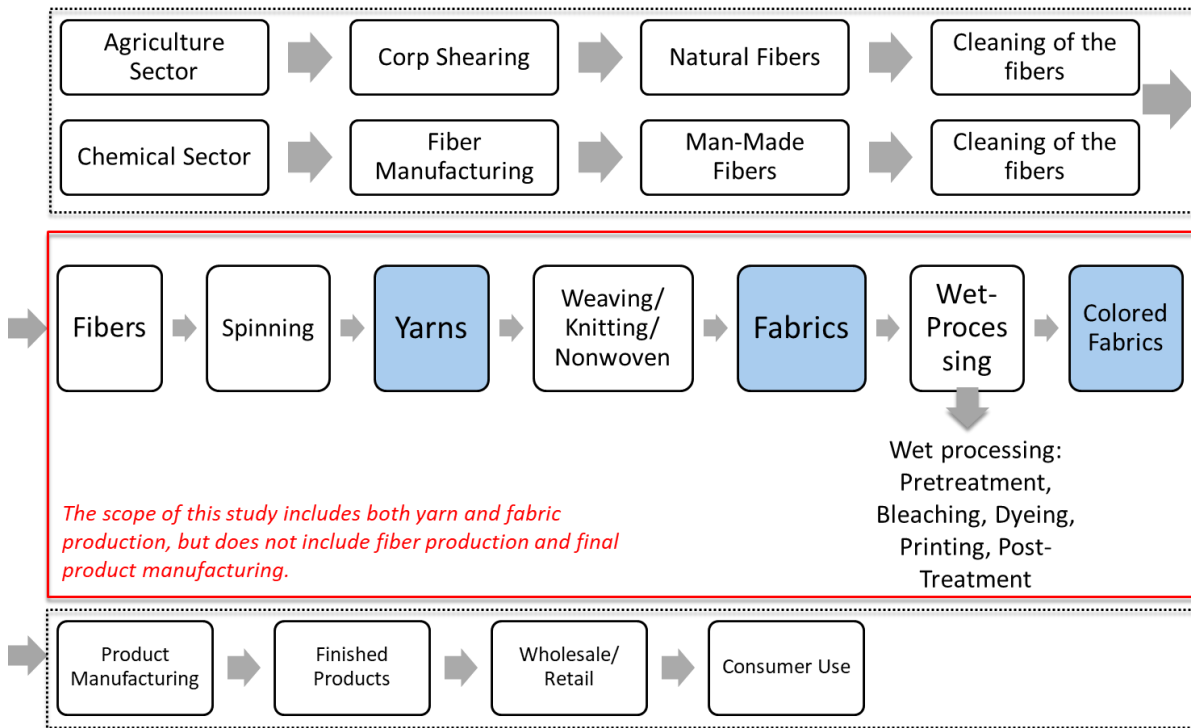 Agriculture
Sector
Corp Shearing
Natural Fibers
Cleaning of the
fibers
Chemical Sector
Fiber
Manufacturing
Man-Made
Fibers
Cleaning of the
fibers
Fibers
Spinning
Yarns
Weaving/
Knitting/
Nonwoven
Fabrics
Wet-
Proces
sing
Colored
Fabrics
Wet processing:
Pretreatment,
Bleaching, Dyeing,
Printing, Post-
Treatment
The scope of this study includes both yarn and fabric
production, but does not include fiber production and final
product manufacturing.
Product
Manufacturing
Finished
Products
Wholesale/
Retail
Consumer Use